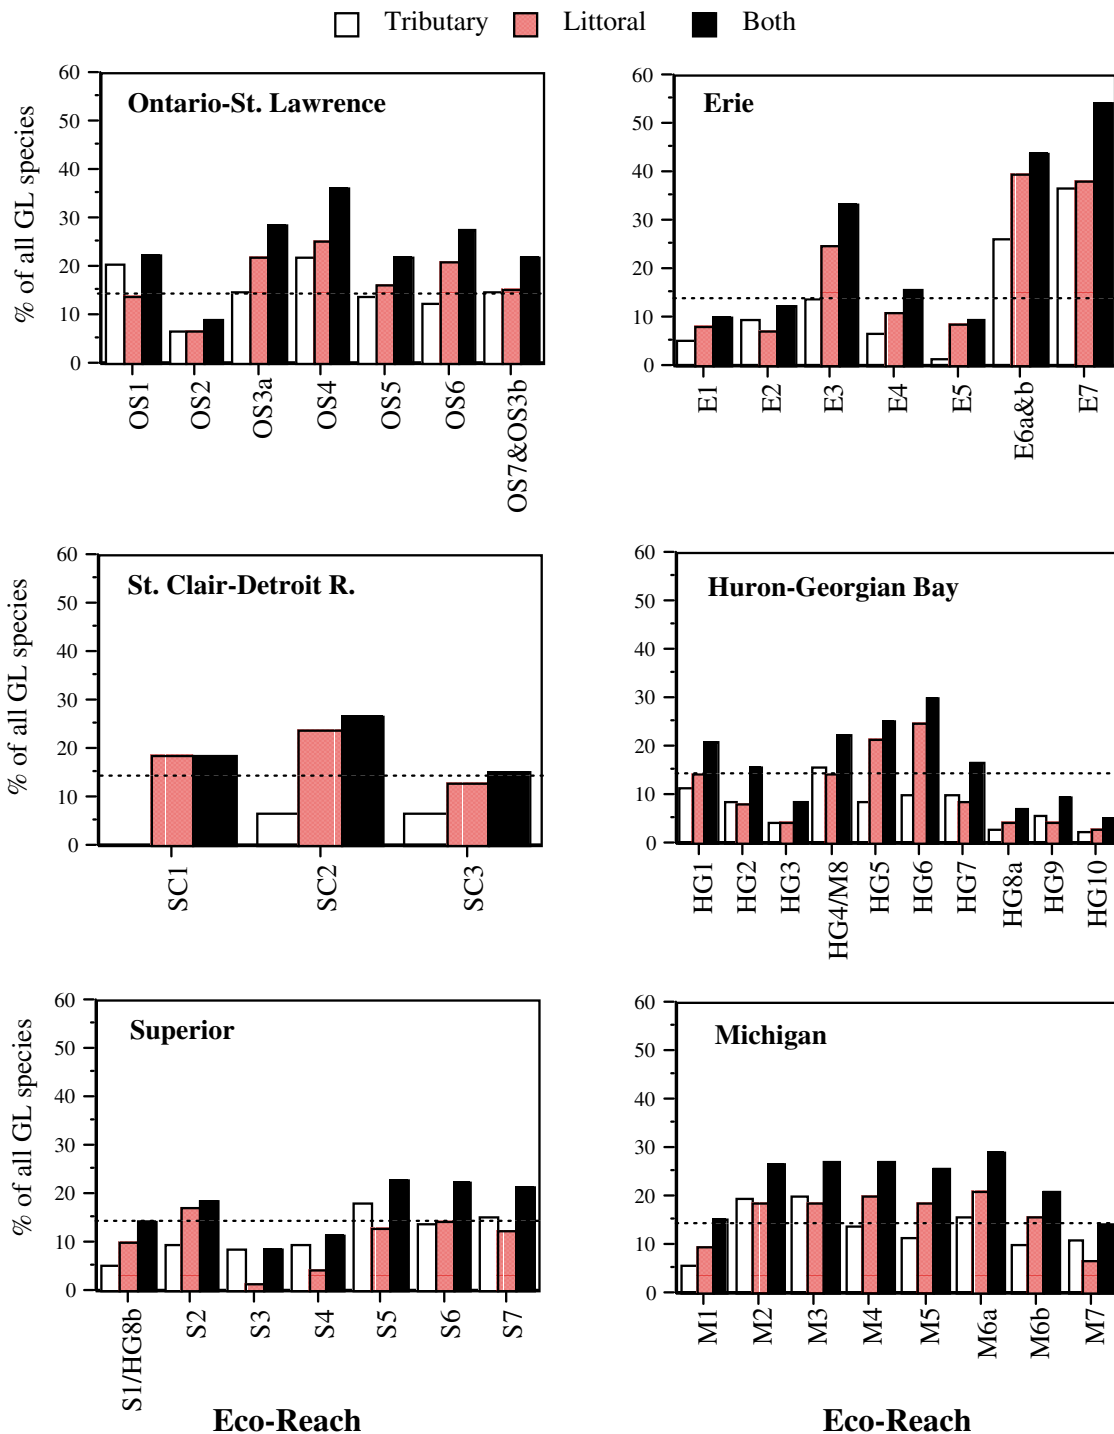 Tributary Littoral Both
Ontario-St. Lawrence
% of all GL species
60
50
40
30
20
10
0
OS1 OS2 OS3a OS4 OS5 OS6 OS7&OS3b
Erie
60
50
40
30
20
10
0
E1 E2 E3 E4 E5 E6a&b E7
St. Clair-Detroit R.
% of all GL species
60
50
40
30
20
10
0
SC1 SC2 SC3
Huron-Georgian Bay
60
50
40
30
20
10
0
HG1 HG2 HG3 HG4/M8 HG5 HG6 HG7 HG8a HG9 HG10
Superior
% of all GL species
60
50
40
30
20
10
0
S1/HG8b S2 S3 S4 S5 S6 S7
Eco-Reach
Michigan
60
50
40
30
20
10
0
M1 M2 M3 M4 M5 M6a M6b M7
Eco-Reach